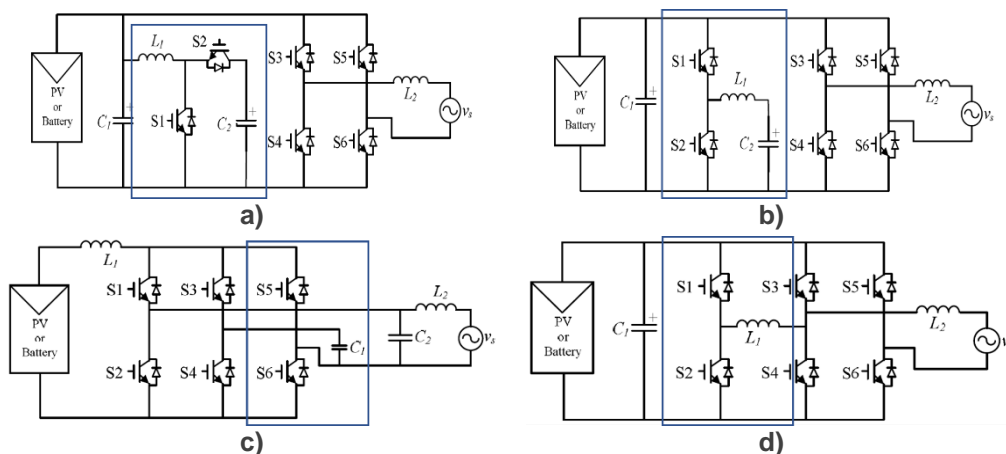 PV
or
Battery
C₁
+
L₁
S1
S2
C₂
+
S3
S4
S5
S6
L₂
vₛ
a)
PV
or
Battery
C₁
+
S1
S2
L₁
C₂
+
S3
S4
S5
S6
L₂
vₛ
b)
PV
or
Battery
L₁
S1
S2
S3
S4
S5
S6
C₁
C₂
L₂
vₛ
c)
PV
or
Battery
C₁
+
S1
S2
L₁
S3
S4
S5
S6
L₂
v
d)